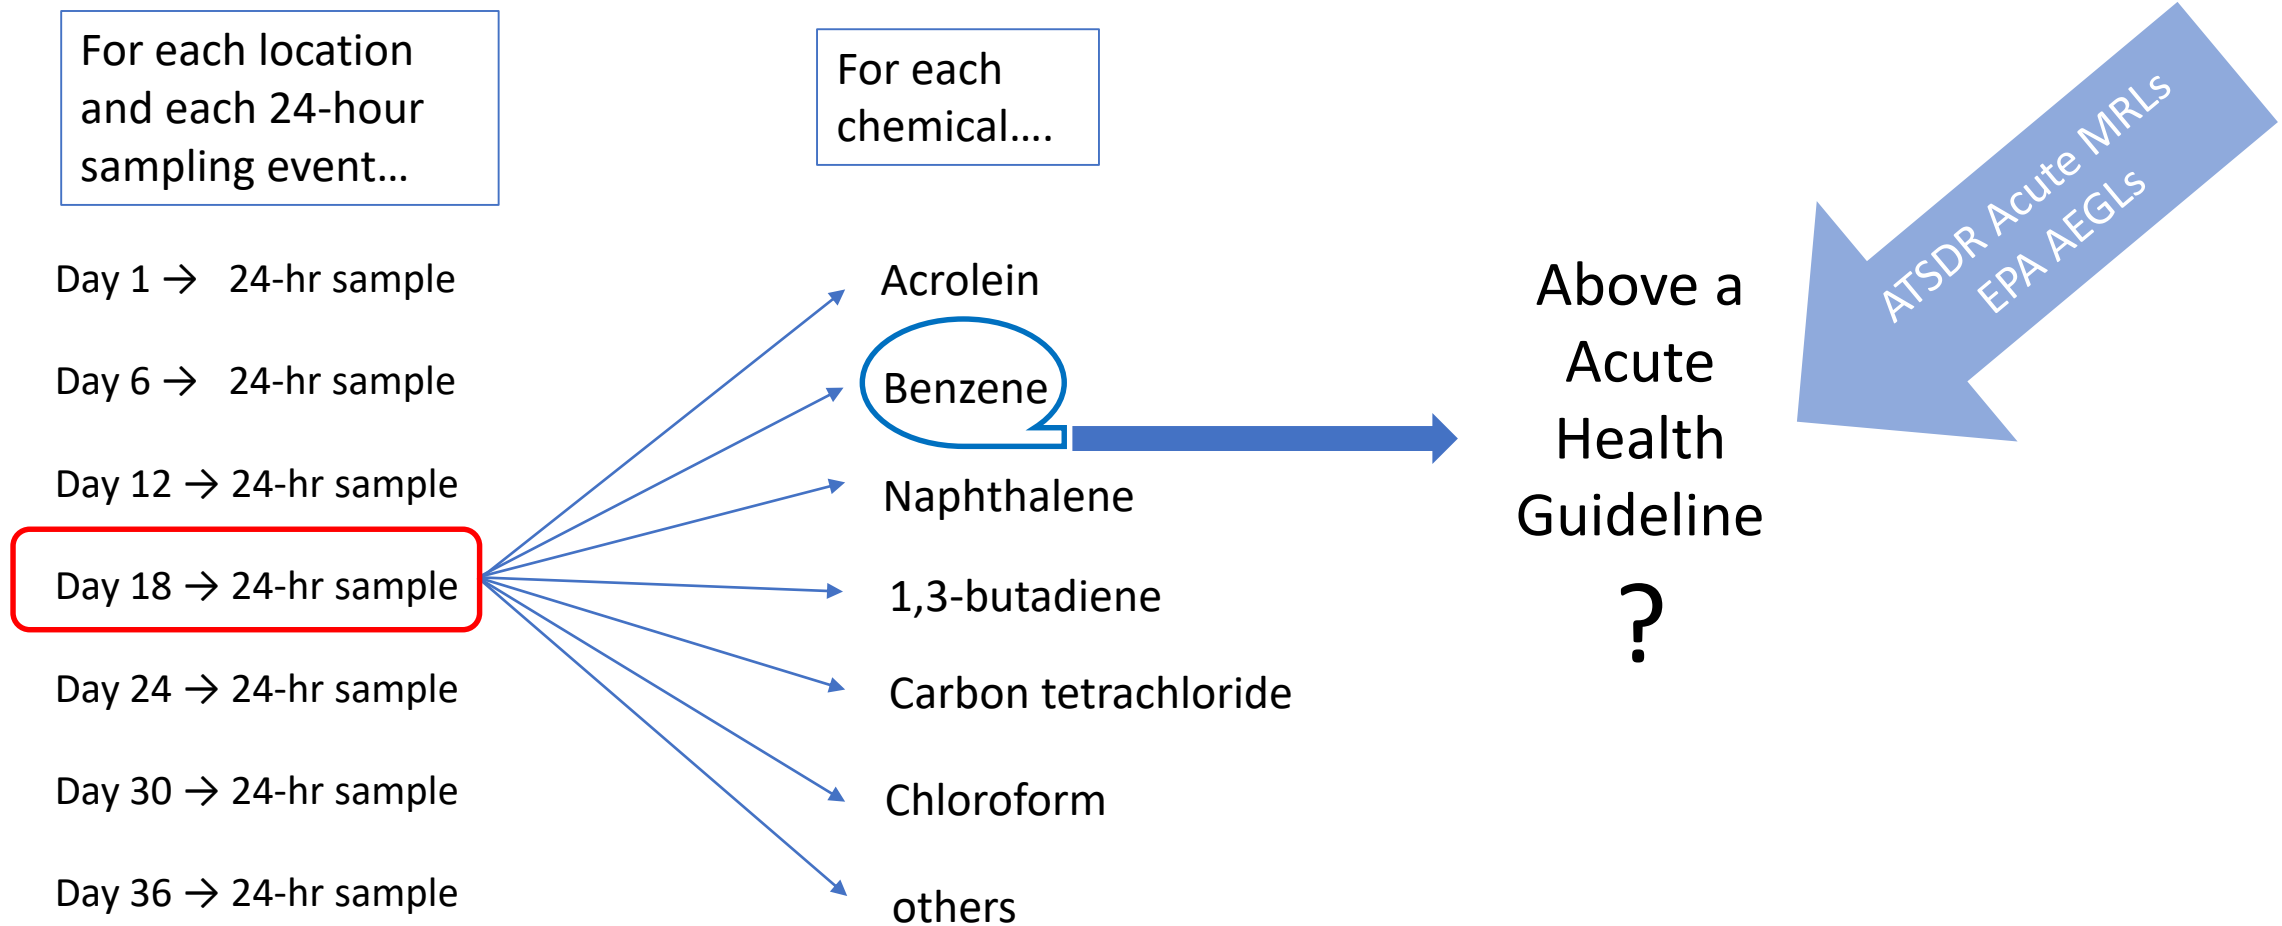 For each location
and each 24-hour
sampling event...
For each
chemical....
Day 1 → 24-hr sample
Day 6 → 24-hr sample
Day 12 → 24-hr sample
Day 18 → 24-hr sample
Day 24 → 24-hr sample
Day 30 → 24-hr sample
Day 36 → 24-hr sample
Acrolein
Benzene
Naphthalene
1,3-butadiene
Carbon tetrachloride
Chloroform
others
Above a
Acute
Health
Guideline
?
ATSDR Acute MRLs
EPA AEGLs